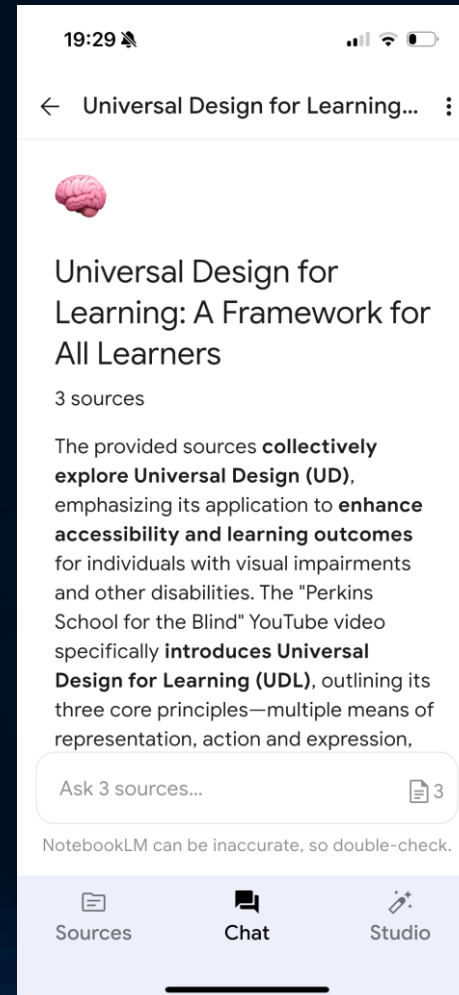 19:29
Universal Design for Learning...
Universal Design for
Learning: A Framework for
All Learners
3 sources
The provided sources collectively
explore Universal Design (UD),
emphasizing its application to enhance
accessibility and learning outcomes
for individuals with visual impairments
and other disabilities. The "Perkins
School for the Blind" YouTube video
specifically introduces Universal
Design for Learning (UDL), outlining its
three core principles—multiple means of
representation, action and expression,
Ask 3 sources...
3
NotebookLM can be inaccurate, so double-check.
Sources
Chat
Studio